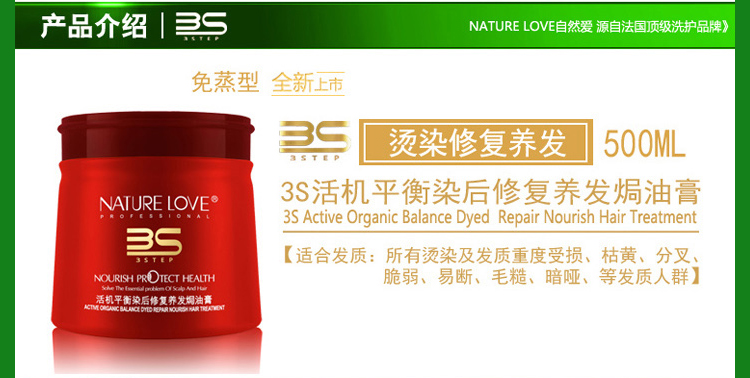 产品介绍 3S 3STEP NATURE LOVE自然爱 源自法国顶级洗护品牌》
免蒸型 全新上市
3S 3STEP 烫染修复养发 500ML
3S活机平衡染后修复养发焗油膏
3S Active Organic Balance Dyed Repair Nourish Hair Treatment
【适合发质：所有烫染及发质重度受损、枯黄、分叉、
脆弱、易断、毛糙、暗哑、等发质人群】
NATURE LOVE®
PROFESSIONAL
3S
3STEP
NOURISH PROTECT HEALTH
Solve The Essential problem Of Scalp And Hair
活机平衡染后修复养发焗油膏
ACTIVE ORGANIC BALANCE DYED REPAIR NOURISH HAIR TREATMENT